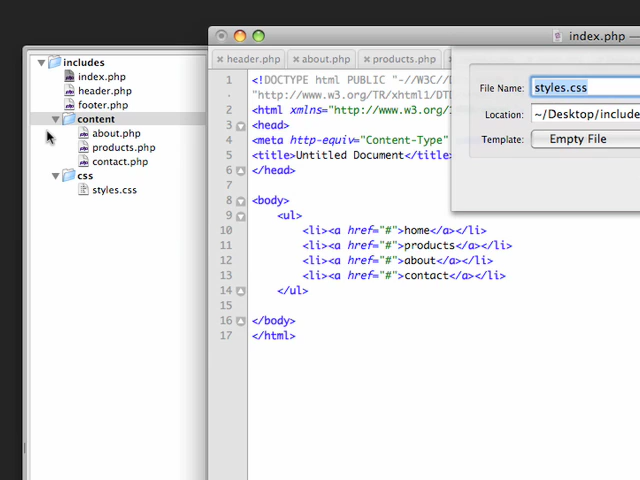 index.php —
includes
index.php
header.php
footer.php
content
about.php
products.php
contact.php
css
styles.css
header.php
about.php
products.php
File Name: styles.css
Location: ~/Desktop/include
Template: Empty File
1 <!DOCTYPE html PUBLIC "-//W3C//D
"http://www.w3.org/TR/xhtml1/DTD
2 <html xmlns="http://www.w3.org/1
3 <head>
4 <meta http-equiv="Content-Type"
5 <title>Untitled Document</title>
6 </head>
7
8 <body>
9 <ul>
10 <li><a href="#">home</a></li>
11 <li><a href="#">products</a></li>
12 <li><a href="#">about</a></li>
13 <li><a href="#">contact</a></li>
14 </ul>
15
16 </body>
17 </html>